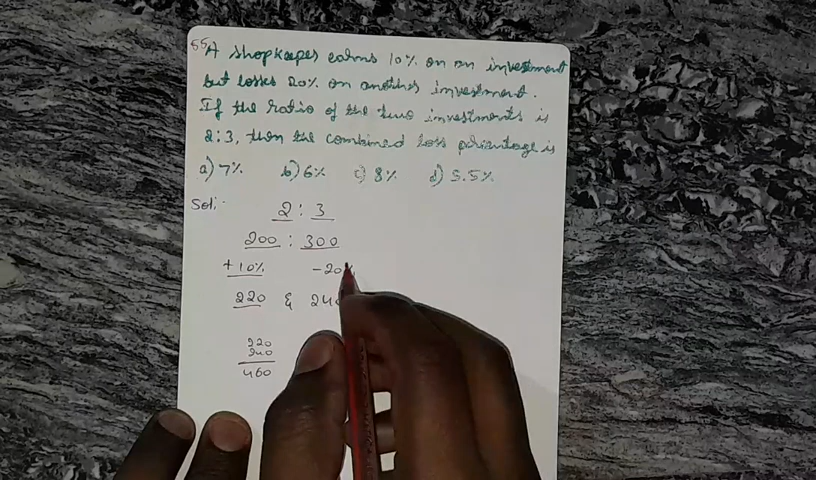 55 A shopkeeper earns 10% on an investment
but losses 20% on another investment.
If the ratio of the two investments is
2:3, then the combined loss percentage is
a) 7% b) 6% c) 8% d) 5.5%
Sol:- 2 : 3
200 : 300
+10% -20%
220 & 240
220
240
460